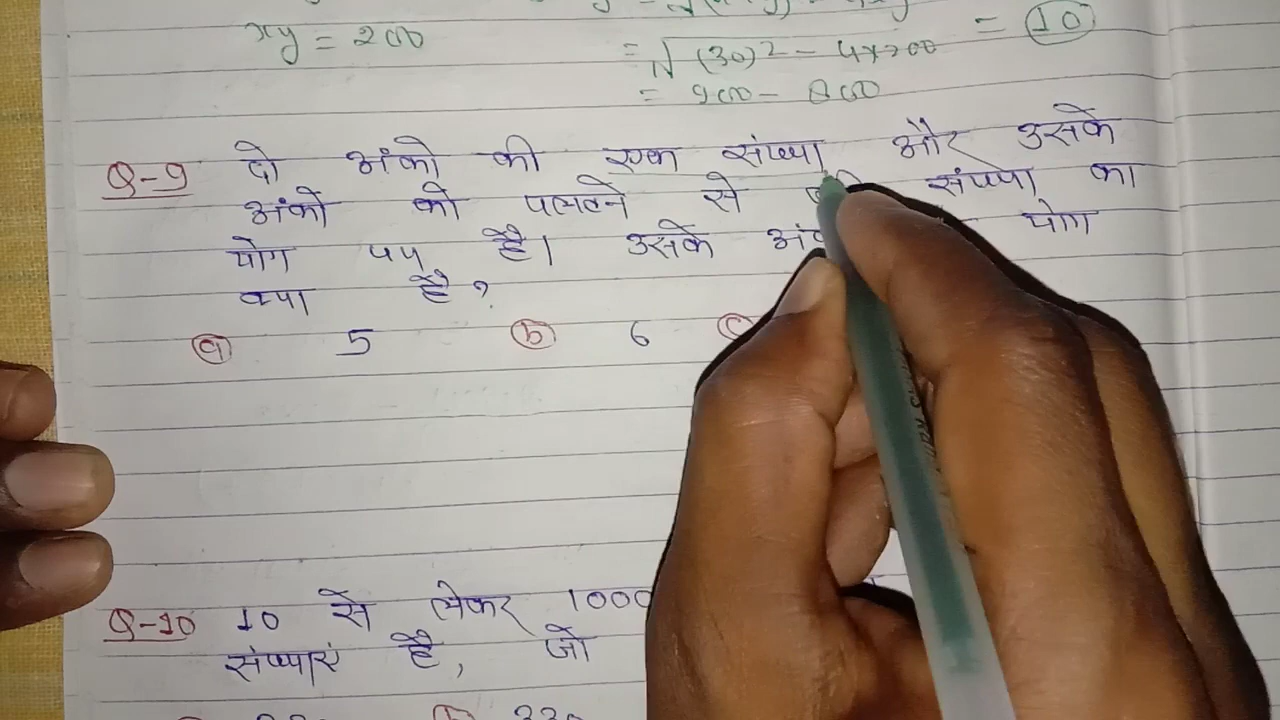 xy = 200
= √(30)² - 4×200 = 10
= 900 - 800
Q-9 दो अंको की एक संख्या और उसके
अंको को पलटने से संख्या का
योग 55 है। उसके योग
क्या है ?
(a) 5 (b) 6 (c)
Q-10 10 से लेकर 1000
संख्याएं है, जो